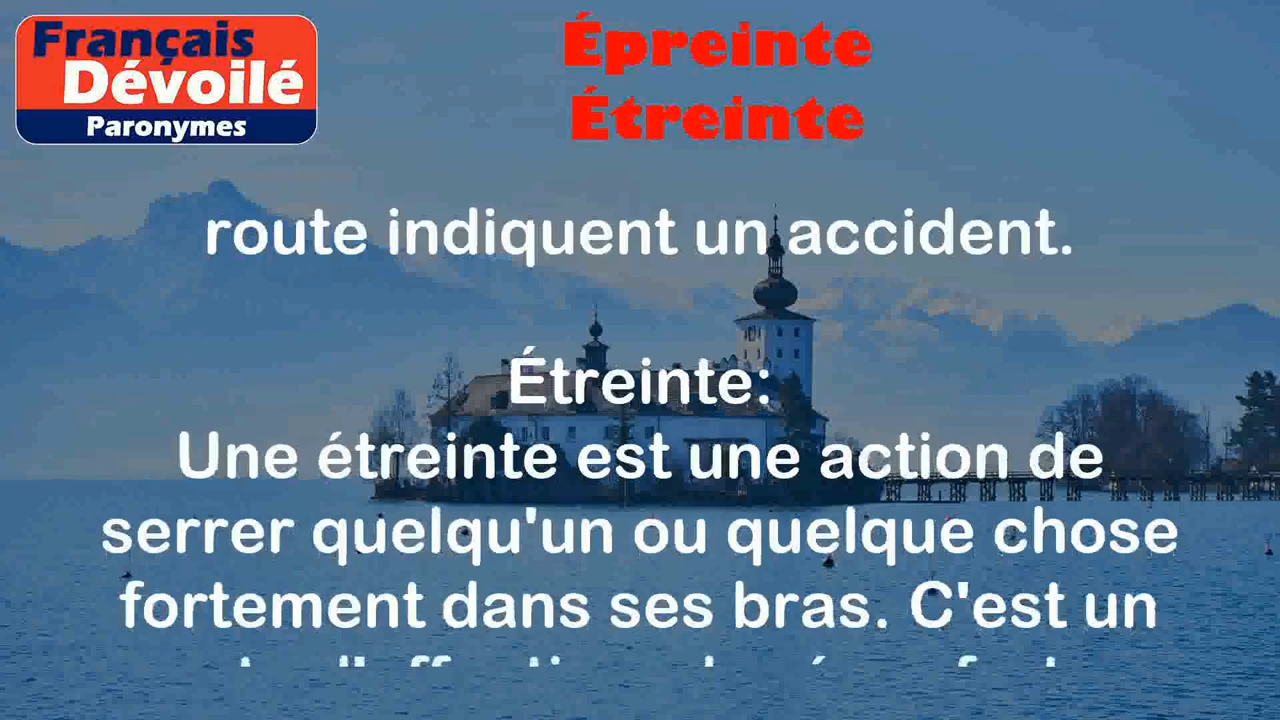 Français
Dévoilé
Paronymes
Épreinte
Étreinte
route indiquent un accident.
Étreinte:
Une étreinte est une action de
serrer quelqu'un ou quelque chose
fortement dans ses bras. C'est un